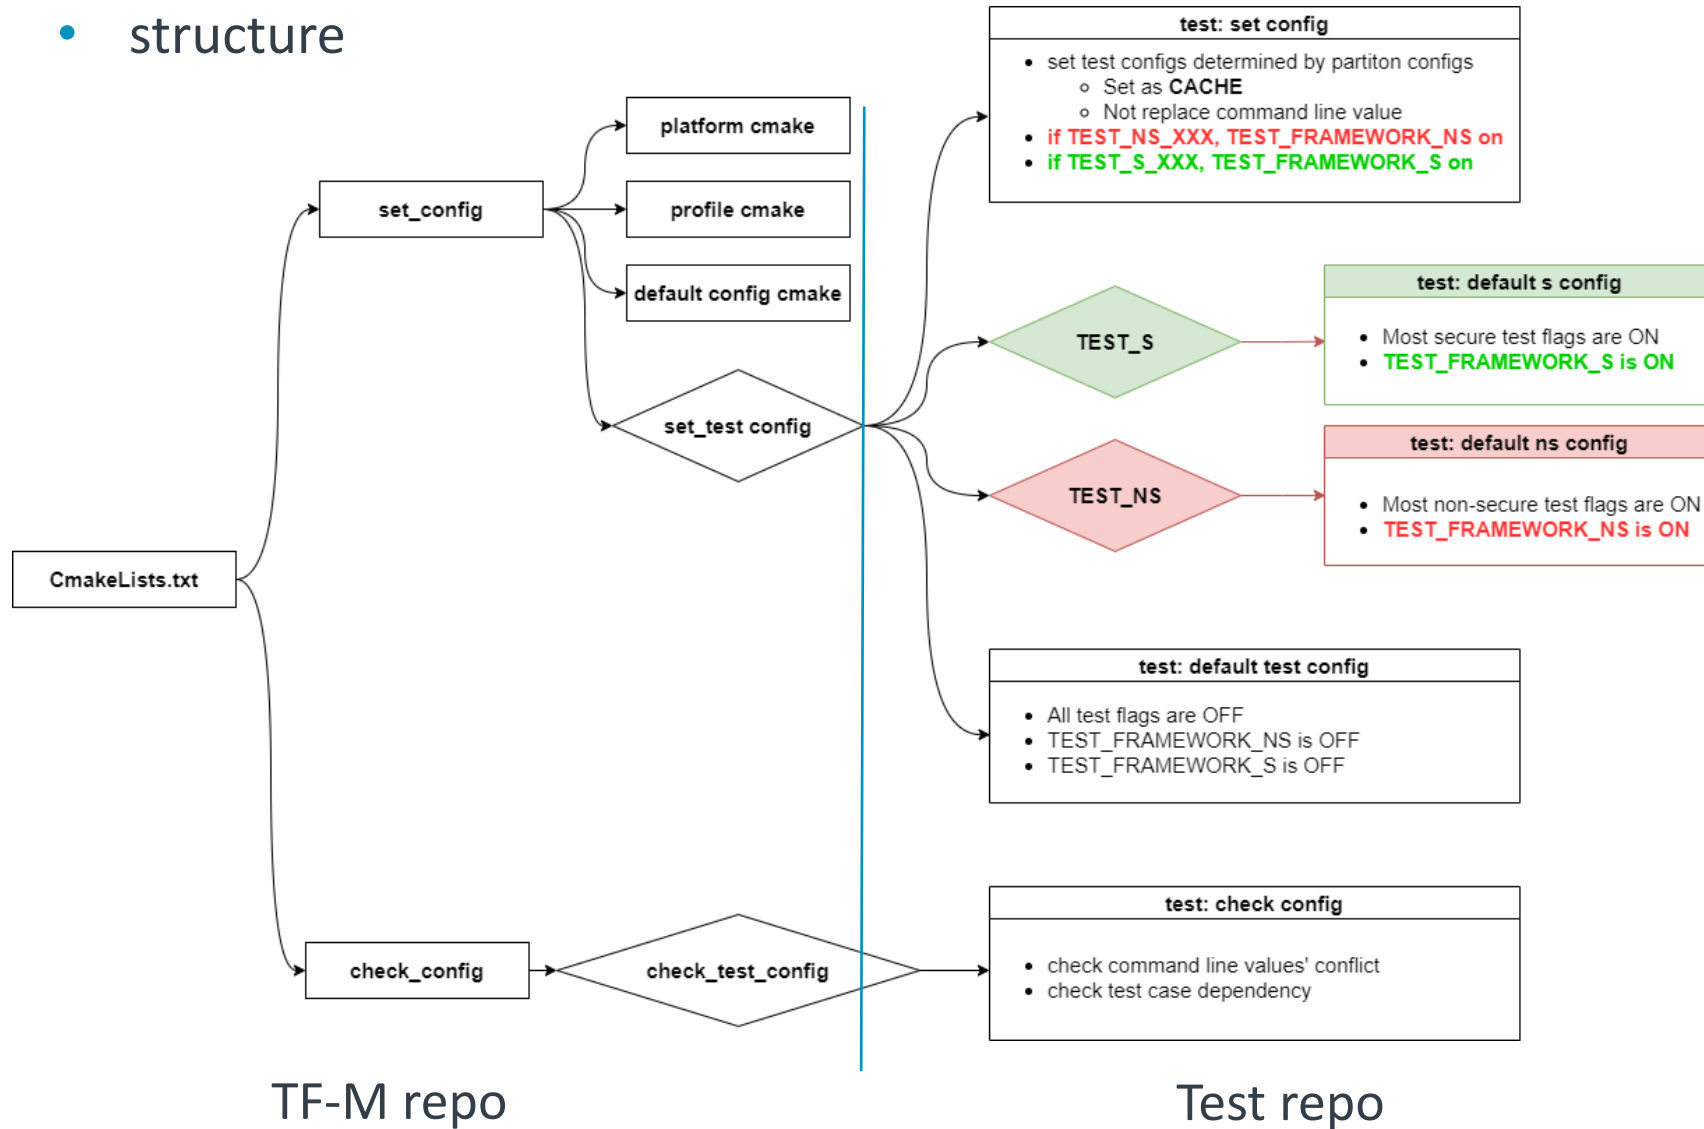 • structure
platform cmake
set_config
profile cmake
default config cmake
set_test config
CmakeLists.txt
check_config
check_test_config
TF-M repo
test: set config
• set test configs determined by partiton configs
o Set as CACHE
o Not replace command line value
• if TEST_NS_XXX, TEST_FRAMEWORK_NS on
• if TEST_S_XXX, TEST_FRAMEWORK_S on
TEST_S
test: default s config
• Most secure test flags are ON
• TEST_FRAMEWORK_S is ON
TEST_NS
test: default ns config
• Most non-secure test flags are ON
• TEST_FRAMEWORK_NS is ON
test: default test config
• All test flags are OFF
• TEST_FRAMEWORK_NS is OFF
• TEST_FRAMEWORK_S is OFF
test: check config
• check command line values' conflict
• check test case dependency
Test repo